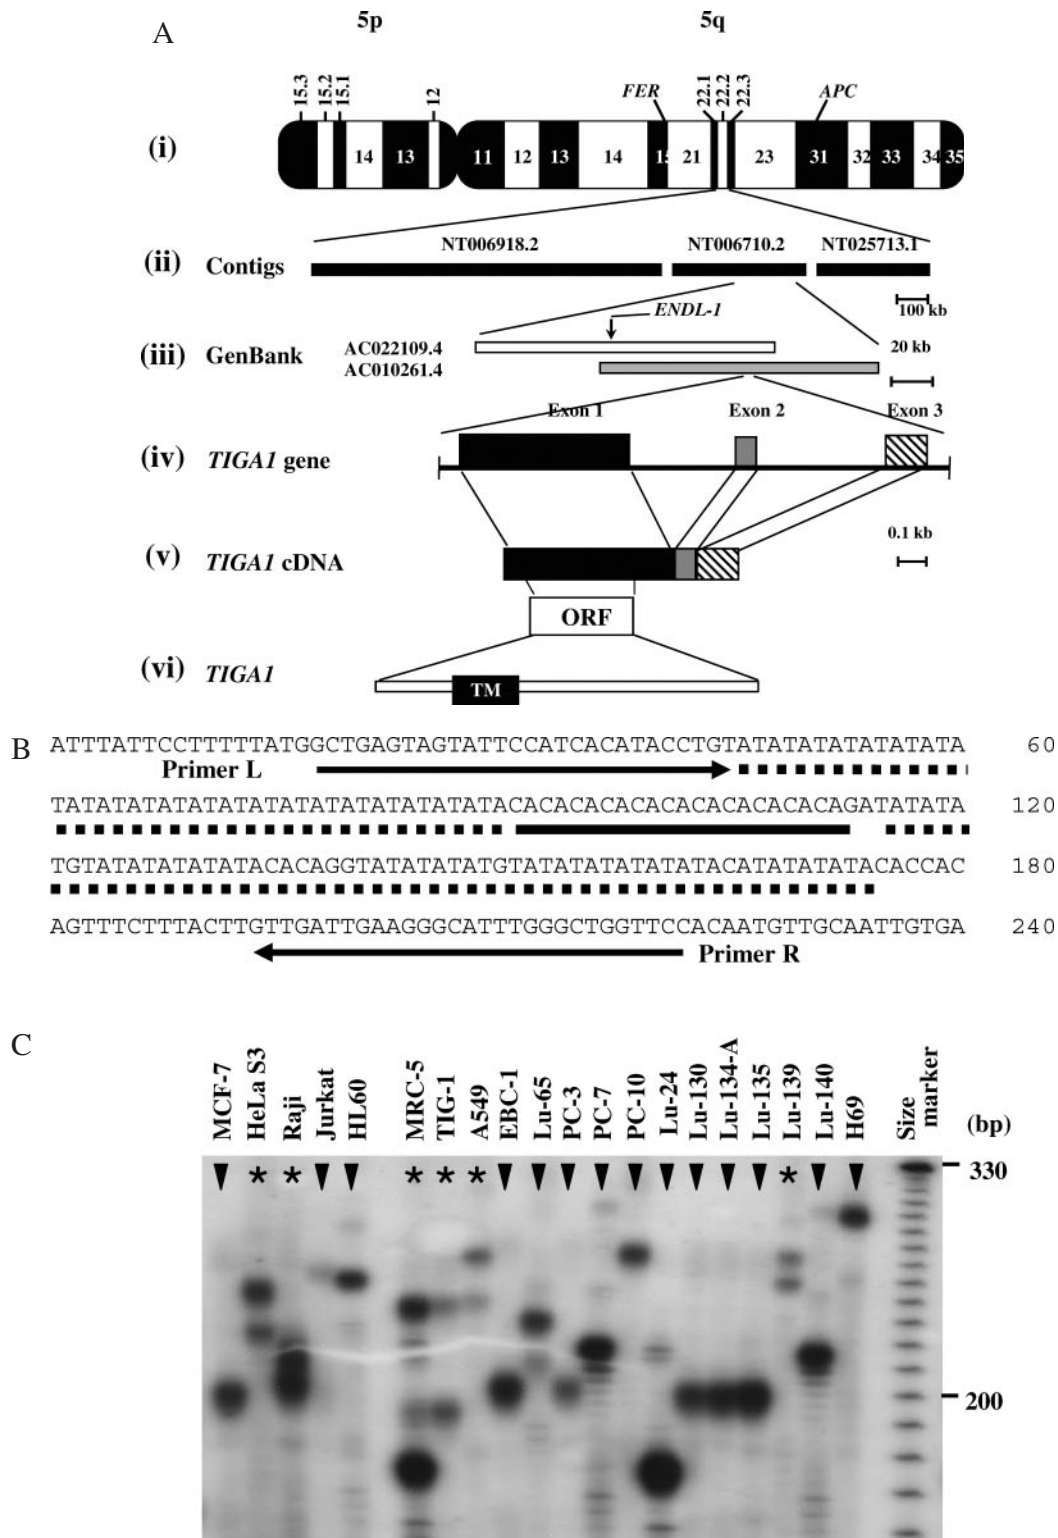 A
5p 5q
15.3 15.2 15.1 12 FER 22.1 22.2 22.3 APC
(i) 14 13 11 12 13 14 15 21 23 31 32 33 34 35
NT006918.2 NT006710.2 NT025713.1
(ii) Contigs
100 kb
ENDL-1
(iii) GenBank AC022109.4 20 kb
AC010261.4
Exon 1 Exon 2 Exon 3
(iv) TIGA1 gene
0.1 kb
(v) TIGA1 cDNA
ORF
(vi) TIGA1 TM
B
ATTTATTCCTTTTTATGGCTGAGTAGTATTCCATCACATACCTGTATATATATATATATA 60
Primer L
TATATATATATATATATATATATATATATACACACACACACACACACACACAGATATATA 120
TGTATATATATATACACAGGTATATATATGTATATATATATATACATATATATACACCAC 180
AGTTTCTTTACTTGTTGATTGAAGGGCATTTGGGCTGGTTCCACAATGTTGCAATTGTGA 240
Primer R
C
MCF-7 HeLa S3 Raji Jurkat HL60 MRC-5 TIG-1 A549 EBC-1 Lu-65 PC-3 PC-7 PC-10 Lu-24 Lu-130 Lu-134-A Lu-135 Lu-139 Lu-140 H69 Size marker (bp)
* * * * * *
330
200